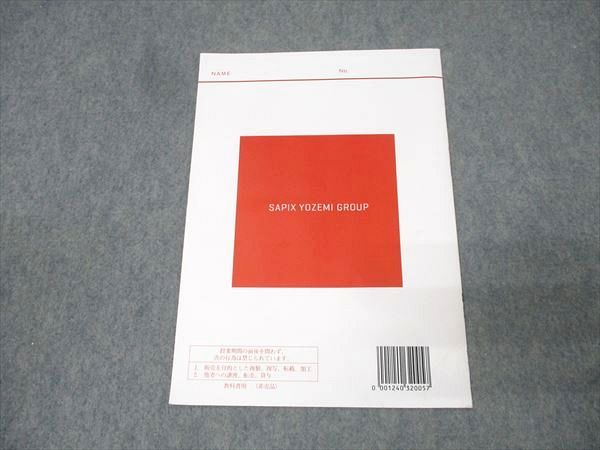 NAME
No.
SAPIX YOZEMI GROUP
授業期間の前後を問わず、
次の行為は禁じられています。
1. 販売を目的とした複製、複写、転載、加工
2. 他者への譲渡、転売、貸与
教科書用 (非売品)
0 001240 320057